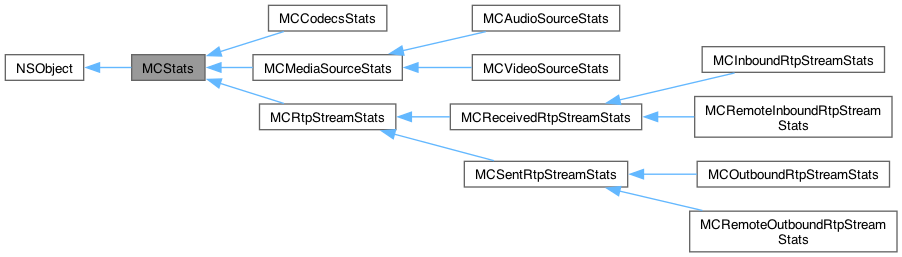 MCCodecsStats
MCAudioSourceStats
NSObject
MCStats
MCMediaSourceStats
MCVideoSourceStats
MCInboundRtpStreamStats
MCRtpStreamStats
MCReceivedRtpStreamStats
MCRemoteInboundRtpStream
Stats
MCSentRtpStreamStats
MCOutboundRtpStreamStats
MCRemoteOutboundRtpStream
Stats